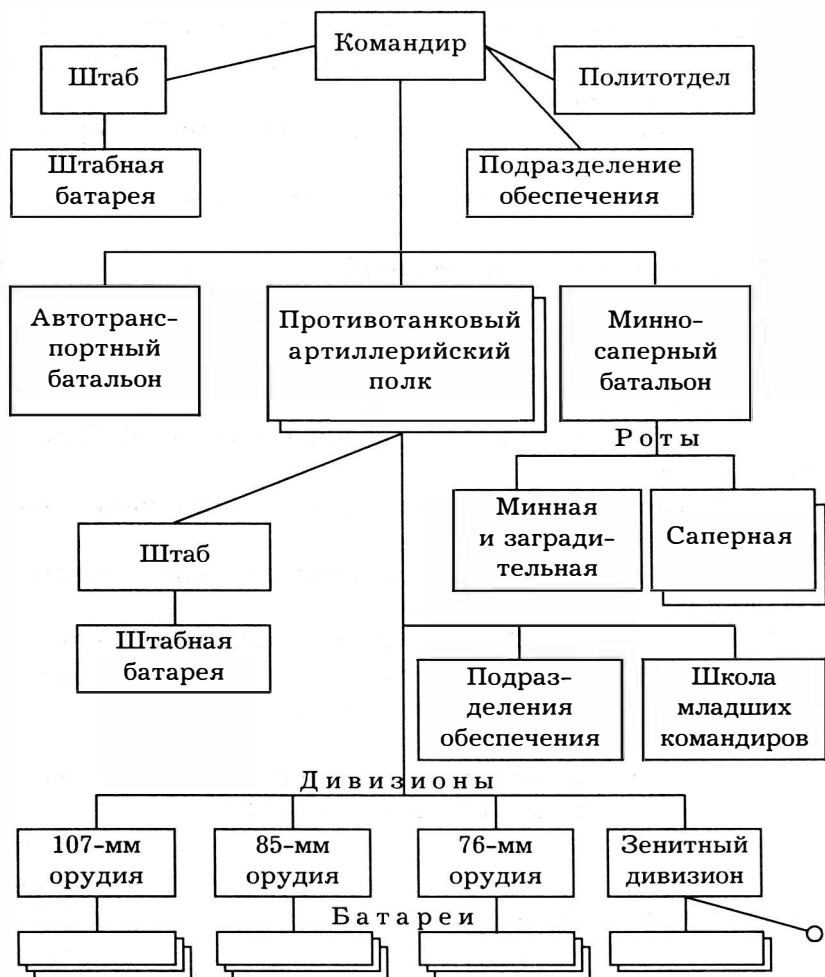 Командир
Штаб
Политотдел
Штабная
батарея
Подразделение
обеспечения
Автотранс-
портный
батальон
Противотанковый
артиллерийский
полк
Минно-
саперный
батальон
Роты
Минная
и загради-
тельная
Саперная
Штаб
Штабная
батарея
Подраз-
деления
обеспечения
Школа
младших
командиров
Дивизионы
107-мм
орудия
85-мм
орудия
76-мм
орудия
Зенитный
дивизион
Батареи